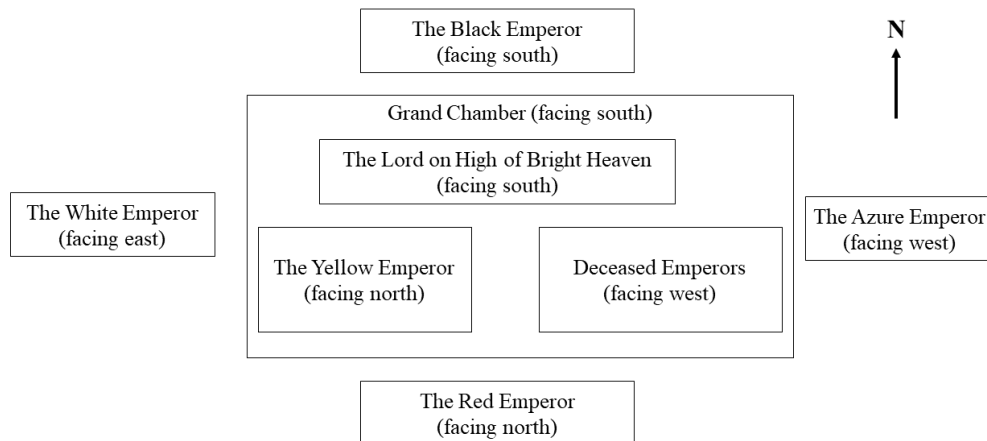 The Black Emperor
(facing south)
N
Grand Chamber (facing south)
The Lord on High of Bright Heaven
(facing south)
The White Emperor
(facing east)
The Azure Emperor
(facing west)
The Yellow Emperor
(facing north)
Deceased Emperors
(facing west)
The Red Emperor
(facing north)